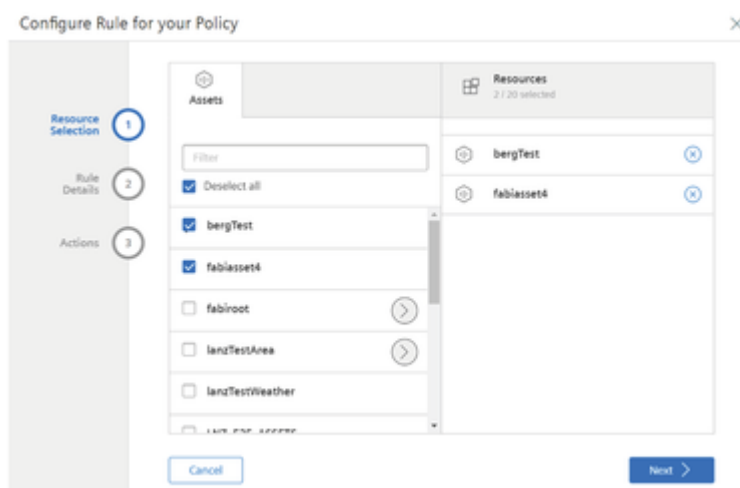 Configure Rule for your Policy
Resource
Selection
1
Rule
Details
2
Actions
3
Assets
Filter
Deselect all
bergTest
fabiasset4
fabiroot
lanzTestArea
lanzTestWeather
Resources
2 / 20 selected
bergTest
fabiasset4
Cancel
Next